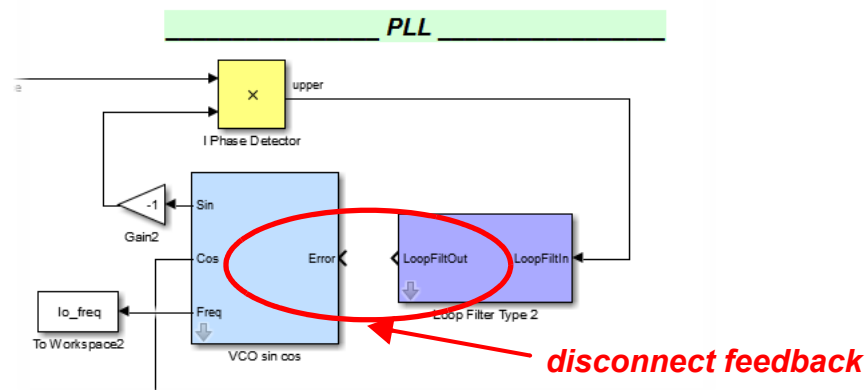 PLL
upper
×
I Phase Detector
-1
Gain2
Sin
Cos
Error
LoopFiltOut
LoopFiltIn
Freq
Io_freq
To Workspace2
VCO sin cos
Loop Filter Type 2
disconnect feedback